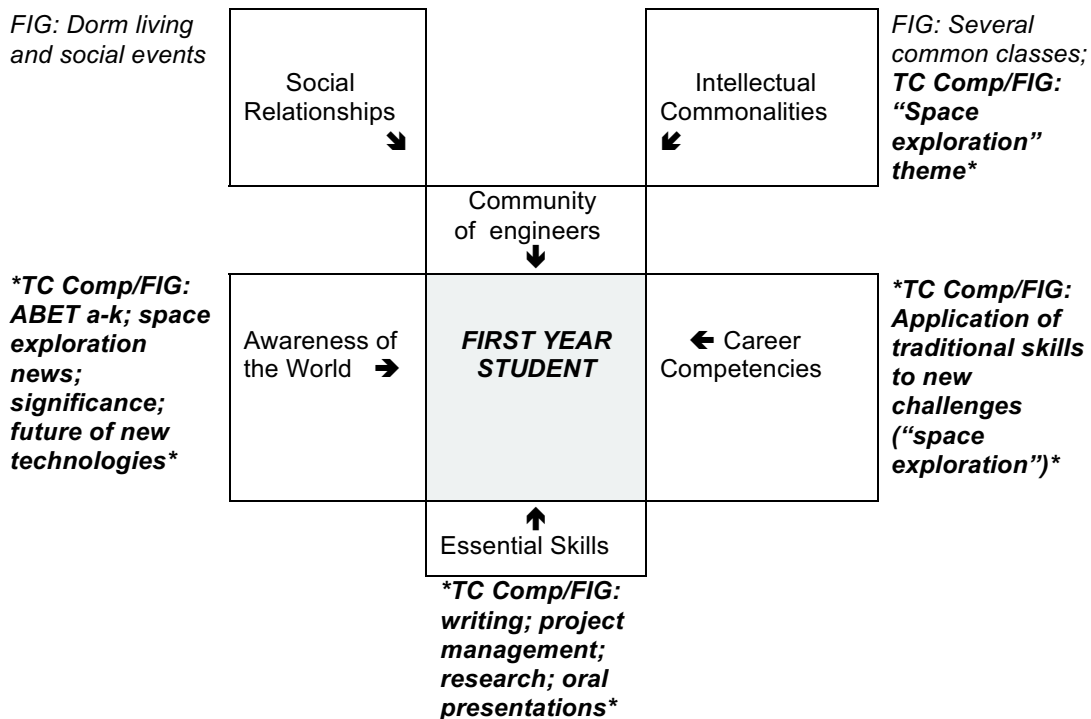 FIG: Dorm living
and social events
Social
Relationships
🡮
Intellectual
Commonalities
🡯
FIG: Several
common classes;
TC Comp/FIG:
“Space
exploration”
theme*
Community
of engineers
🡫
*TC Comp/FIG:
ABET a-k; space
exploration
news;
significance;
future of new
technologies*
Awareness of
the World 🡪
FIRST YEAR
STUDENT
🡨 Career
Competencies
*TC Comp/FIG:
Application of
traditional skills
to new
challenges
(“space
exploration”)*
🡩
Essential Skills
*TC Comp/FIG:
writing; project
management;
research; oral
presentations*